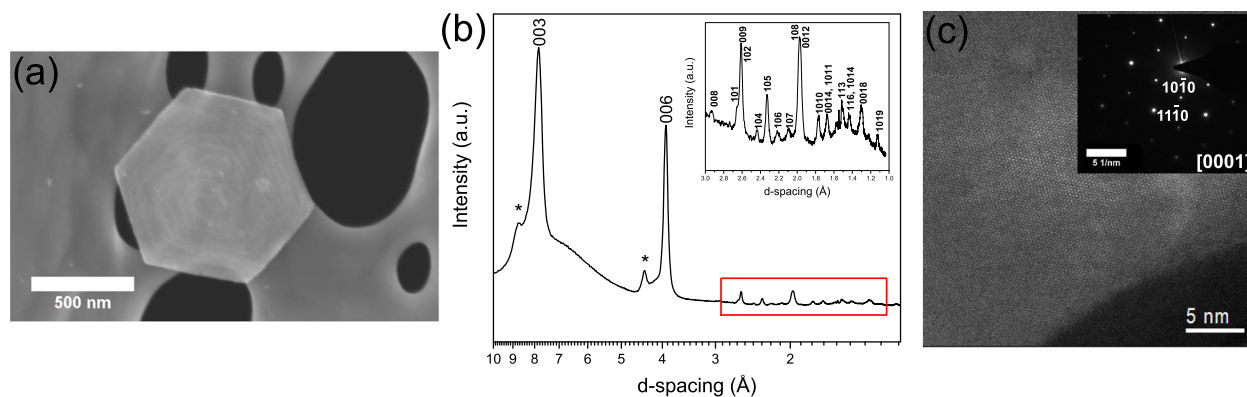 (a)
500 nm
(b)
Intensity (a.u.)
003
*
*
006
10 9 8 7 6 5 4 3 2
d-spacing (Å)
Intensity (a.u.)
008
101
009
102
104
105
106
107
108
0012
1010
0014, 1011
113
116, 1014
0018
1019
3.0 2.8 2.6 2.4 2.2 2.0 1.8 1.6 1.4 1.2 1.0
d-spacing (Å)
(c)
101̄0
112̄0
5 1/nm
[0001]
5 nm